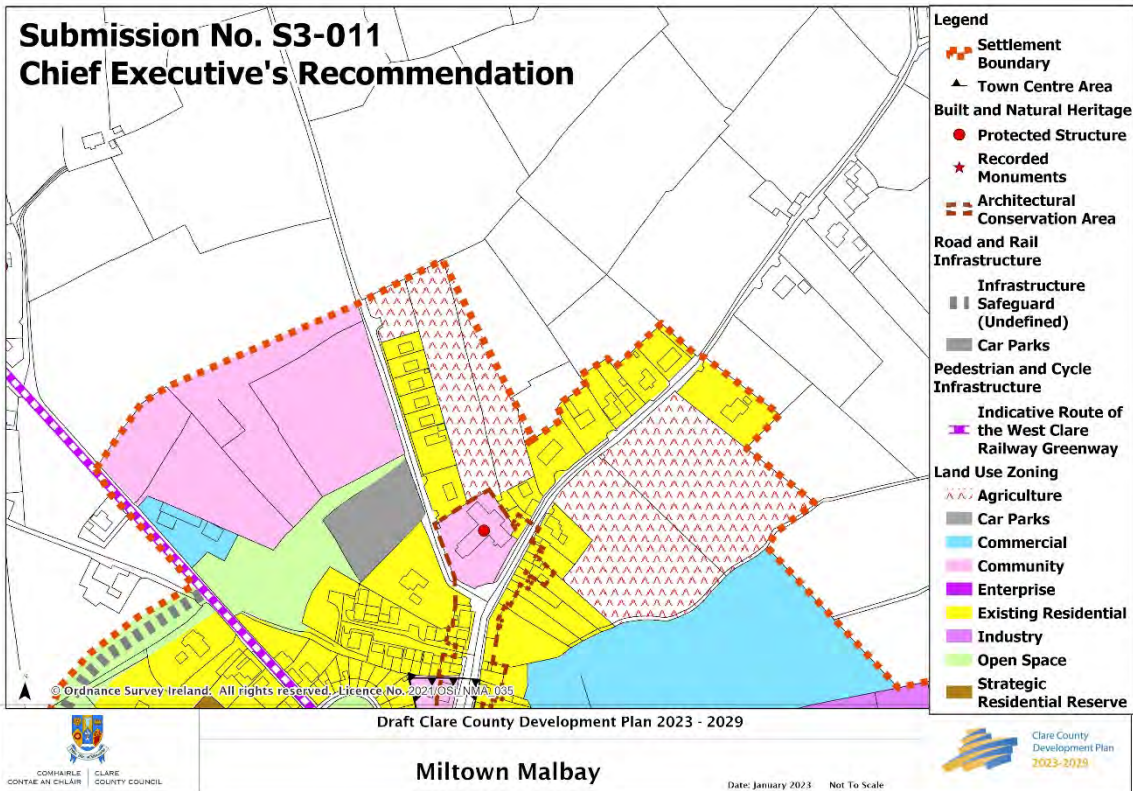 Submission No. S3-011
Chief Executive's Recommendation
Legend
Settlement
Boundary
Town Centre Area
Built and Natural Heritage
Protected Structure
Recorded
Monuments
Architectural
Conservation Area
Road and Rail
Infrastructure
Infrastructure
Safeguard
(Undefined)
Car Parks
Pedestrian and Cycle
Infrastructure
Indicative Route of
the West Clare
Railway Greenway
Land Use Zoning
Agriculture
Car Parks
Commercial
Community
Enterprise
Existing Residential
Industry
Open Space
Strategic
Residential Reserve
© Ordnance Survey Ireland. All rights reserved. Licence No. 2021/OSi/NMA/035
COMHAIRLE
CONTAE AN CHLÁIR
CLARE
COUNTY COUNCIL
Draft Clare County Development Plan 2023 - 2029
Miltown Malbay
Date: January 2023 Not To Scale
Clare County
Development Plan
2023-2029